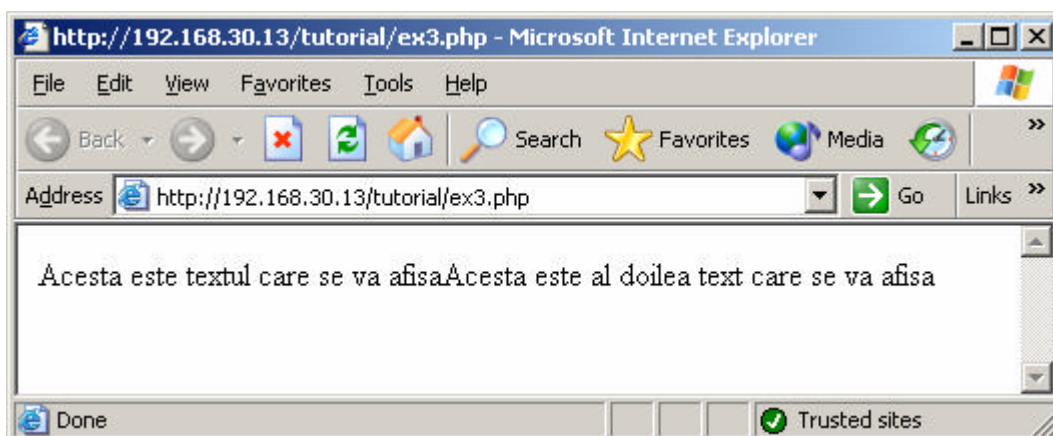 http://192.168.30.13/tutorial/ex3.php - Microsoft Internet Explorer
File Edit View Favorites Tools Help
Back Search Favorites Media »
Address http://192.168.30.13/tutorial/ex3.php Go Links »
Acesta este textul care se va afisaAcesta este al doilea text care se va afisa
Done Trusted sites